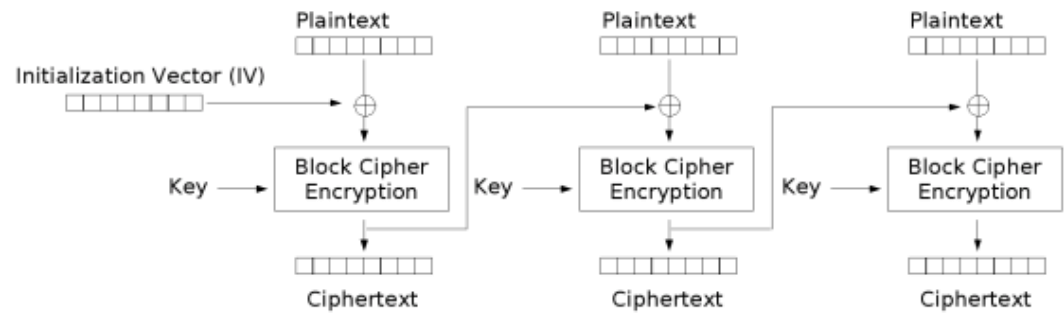 Plaintext Plaintext Plaintext
Initialization Vector (IV)
Key Block Cipher Encryption Key Block Cipher Encryption Key Block Cipher Encryption
Ciphertext Ciphertext Ciphertext